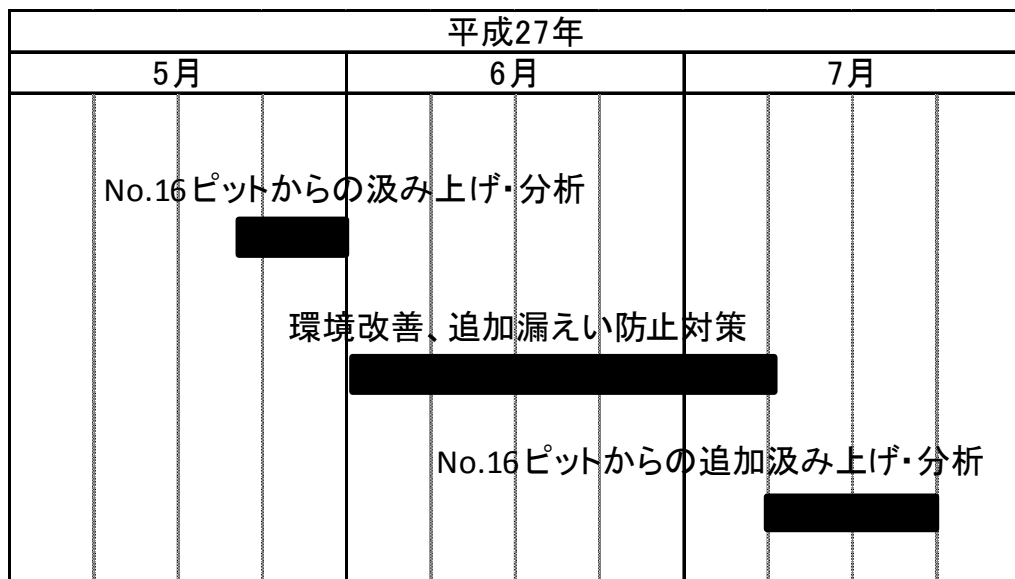 平成27年
5月
6月
7月
No.16ピットからの汲み上げ・分析
環境改善、追加漏えい防止対策
No.16ピットからの追加汲み上げ・分析